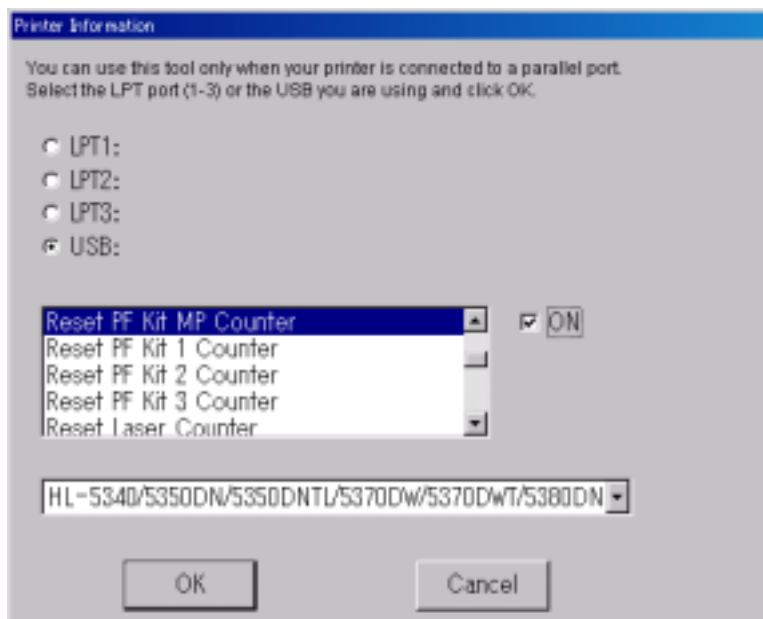 Printer Information
You can use this tool only when your printer is connected to a parallel port.
Select the LPT port (1-3) or the USB you are using and click OK.
LPT1:
LPT2:
LPT3:
USB:
Reset PF Kit MP Counter
ON
Reset PF Kit 1 Counter
Reset PF Kit 2 Counter
Reset PF Kit 3 Counter
Reset Laser Counter
HL-5340/5350DN/5350DNTL/5370DW/5370DWT/5380DN
OK
Cancel